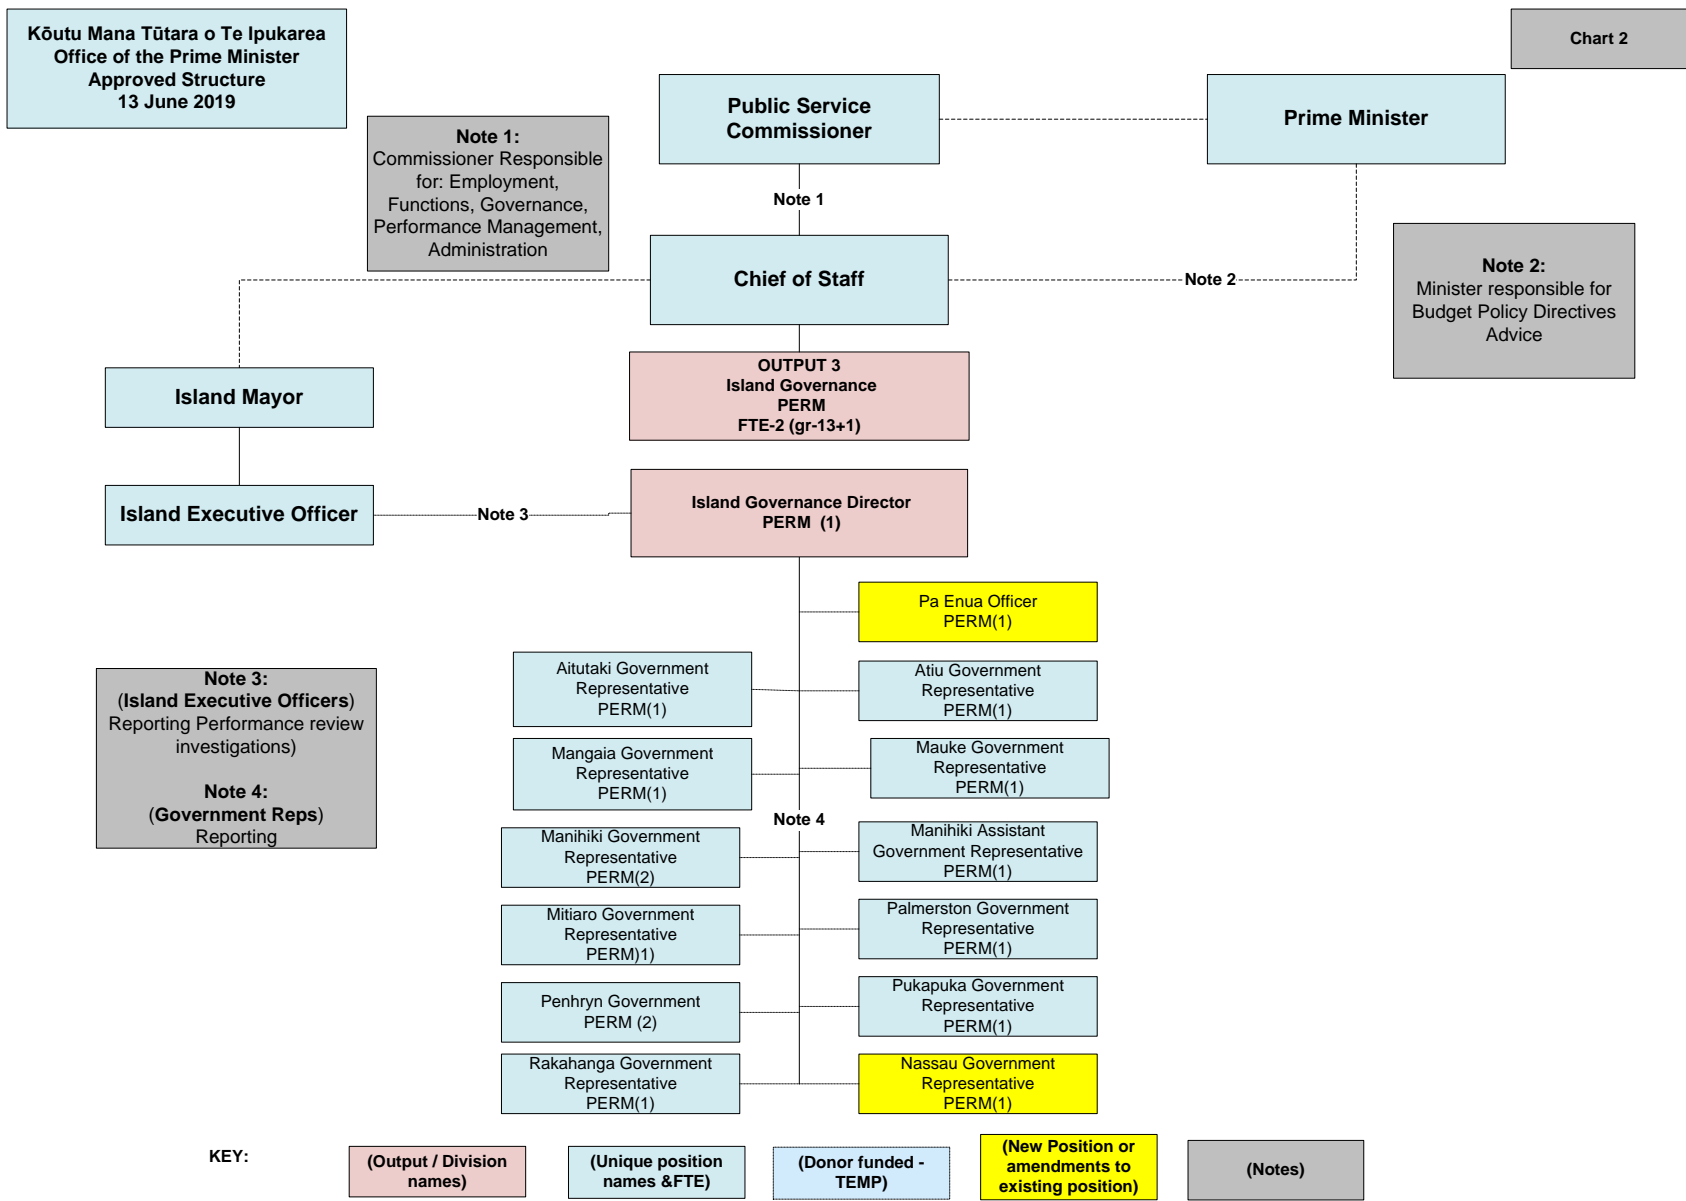 Kōutu Mana Tūtara o Te Ipukarea
Office of the Prime Minister
Approved Structure
13 June 2019
Chart 2
Public Service
Commissioner
Prime Minister
Note 1:
Commissioner Responsible
for: Employment,
Functions, Governance,
Performance Management,
Administration
Note 1
Chief of Staff
Note 2
Note 2:
Minister responsible for
Budget Policy Directives
Advice
OUTPUT 3
Island Governance
PERM
FTE-2 (gr-13+1)
Island Mayor
Island Executive Officer
Note 3
Island Governance Director
PERM  (1)
Pa Enua Officer
PERM(1)
Aitutaki Government
Representative
PERM(1)
Atiu Government
Representative
PERM(1)
Note 3:
(Island Executive Officers)
Reporting Performance review
investigations)
Note 4:
(Government Reps)
Reporting
Mangaia Government
Representative
PERM(1)
Mauke Government
Representative
PERM(1)
Note 4
Manihiki Government
Representative
PERM(2)
Manihiki Assistant
Government Representative
PERM(1)
Mitiaro Government
Representative
PERM)1)
Palmerston Government
Representative
PERM(1)
Penhryn Government
PERM (2)
Pukapuka Government
Representative
PERM(1)
Rakahanga Government
Representative
PERM(1)
Nassau Government
Representative
PERM(1)
KEY:
(Output / Division
names)
(Unique position
names &FTE)
(Donor funded -
TEMP)
(New Position or
amendments to
existing position)
(Notes)